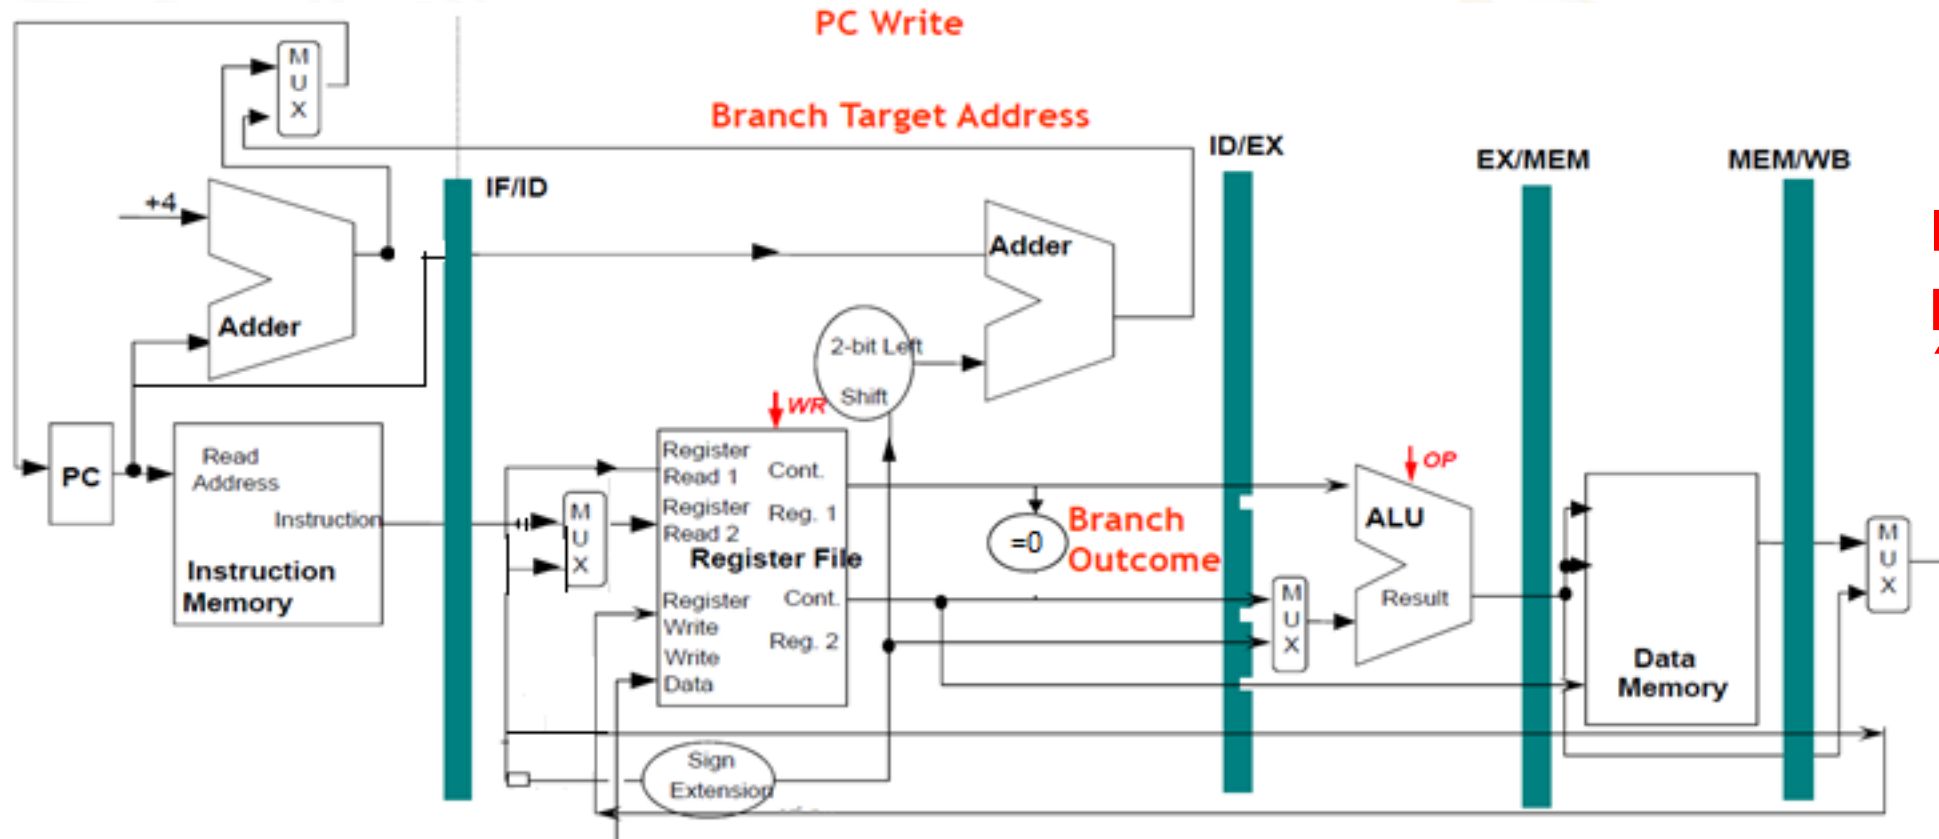 PC Write
M
U
X
Branch Target Address
ID/EX
EX/MEM
MEM/WB
IF/ID
+4
Adder
Adder
2-bit Left
Shift
WR
Register
Read 1
Cont.
Reg. 1
Register
Read 2
Register File
Register
Write
Cont.
Reg. 2
Write
Data
PC
Read
Address
Instruction
Instruction
Memory
M
U
X
=0
Branch
Outcome
OP
ALU
Result
M
U
X
Data
Memory
M
U
X
Sign
Extension